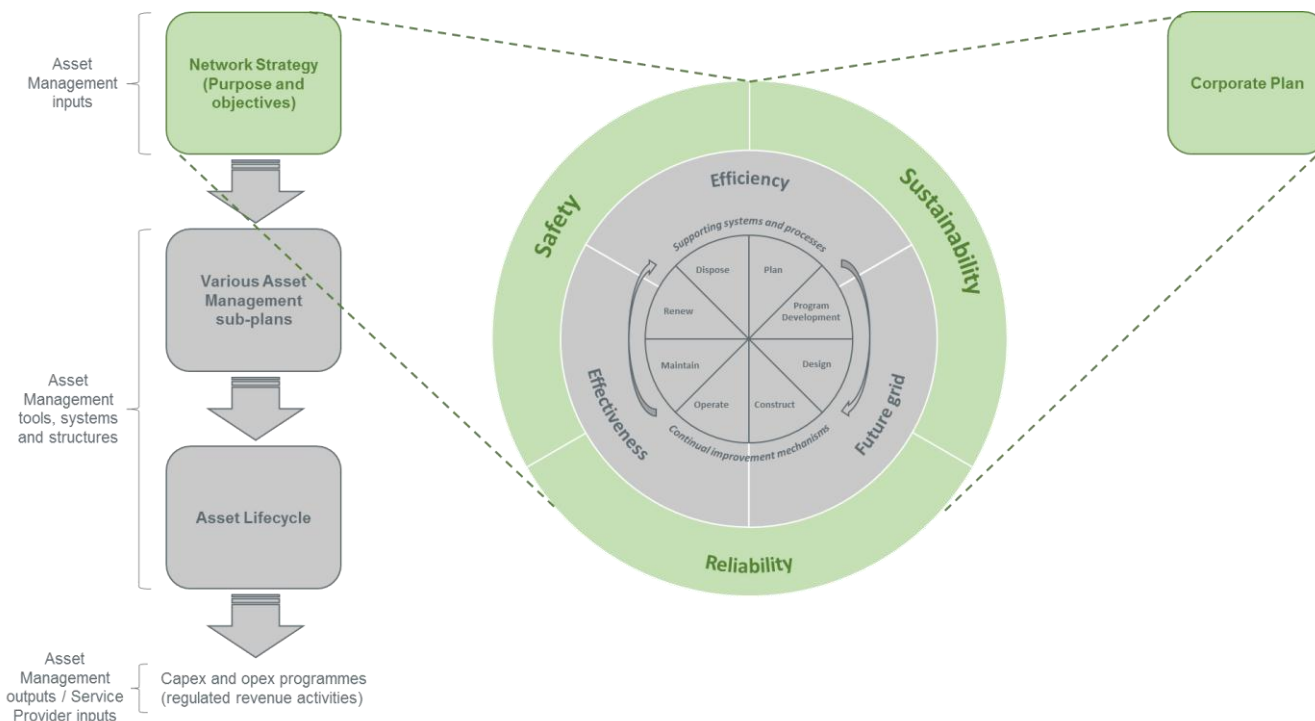 Asset
Management
inputs
Network Strategy
(Purpose and
objectives)
Corporate Plan
Various Asset
Management
sub-plans
Asset
Management
tools, systems
and structures
Asset Lifecycle
Asset
Management
outputs / Service
Provider inputs
Capex and opex programmes
(regulated revenue activities)
Safety
Sustainability
Reliability
Efficiency
Effectiveness
Future grid
Supporting systems and processes
Dispose
Plan
Renew
Program
Development
Maintain
Design
Operate
Construct
Continual improvement mechanisms